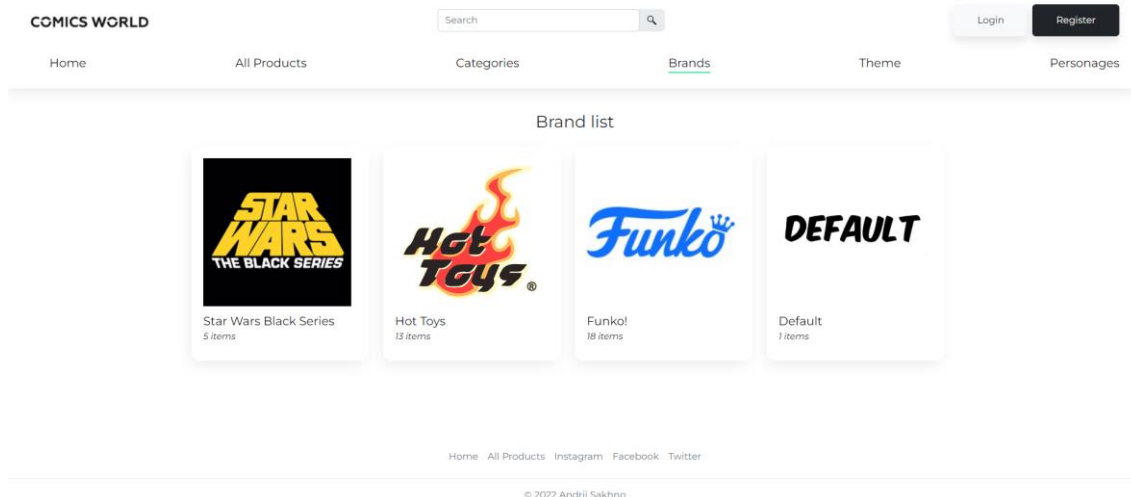 COMICS WORLD
Search
Login
Register
Home
All Products
Categories
Brands
Theme
Personages
Brand list
STAR
WARS
THE BLACK SERIES
Star Wars Black Series
5 items
Hot
Toys®
Hot Toys
13 items
Funko
Funko!
18 items
DEFAULT
Default
1 items
Home All Products Instagram Facebook Twitter
© 2022 Andrii Sakhno